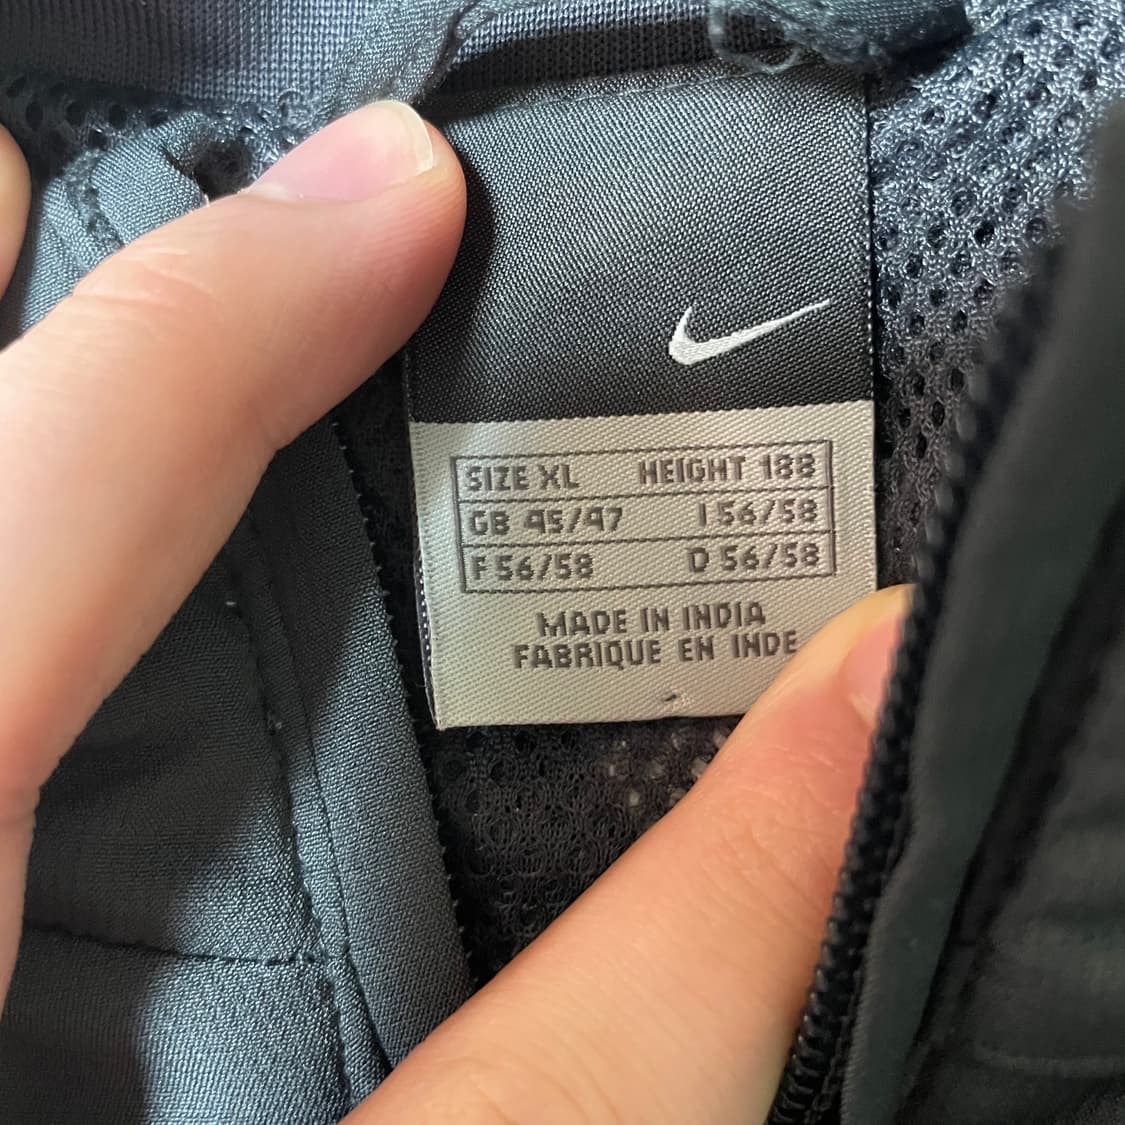 SIZE XL HEIGHT 188
GB 45/47 I 56/58
F 56/58 D 56/58
MADE IN INDIA
FABRIQUE EN INDE